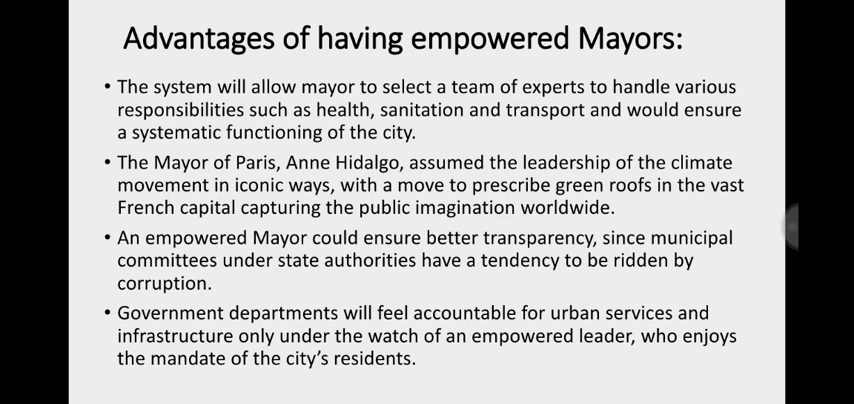 Advantages of having empowered Mayors:
• The system will allow mayor to select a team of experts to handle various
responsibilities such as health, sanitation and transport and would ensure
a systematic functioning of the city.
• The Mayor of Paris, Anne Hidalgo, assumed the leadership of the climate
movement in iconic ways, with a move to prescribe green roofs in the vast
French capital capturing the public imagination worldwide.
• An empowered Mayor could ensure better transparency, since municipal
committees under state authorities have a tendency to be ridden by
corruption.
• Government departments will feel accountable for urban services and
infrastructure only under the watch of an empowered leader, who enjoys
the mandate of the city's residents.